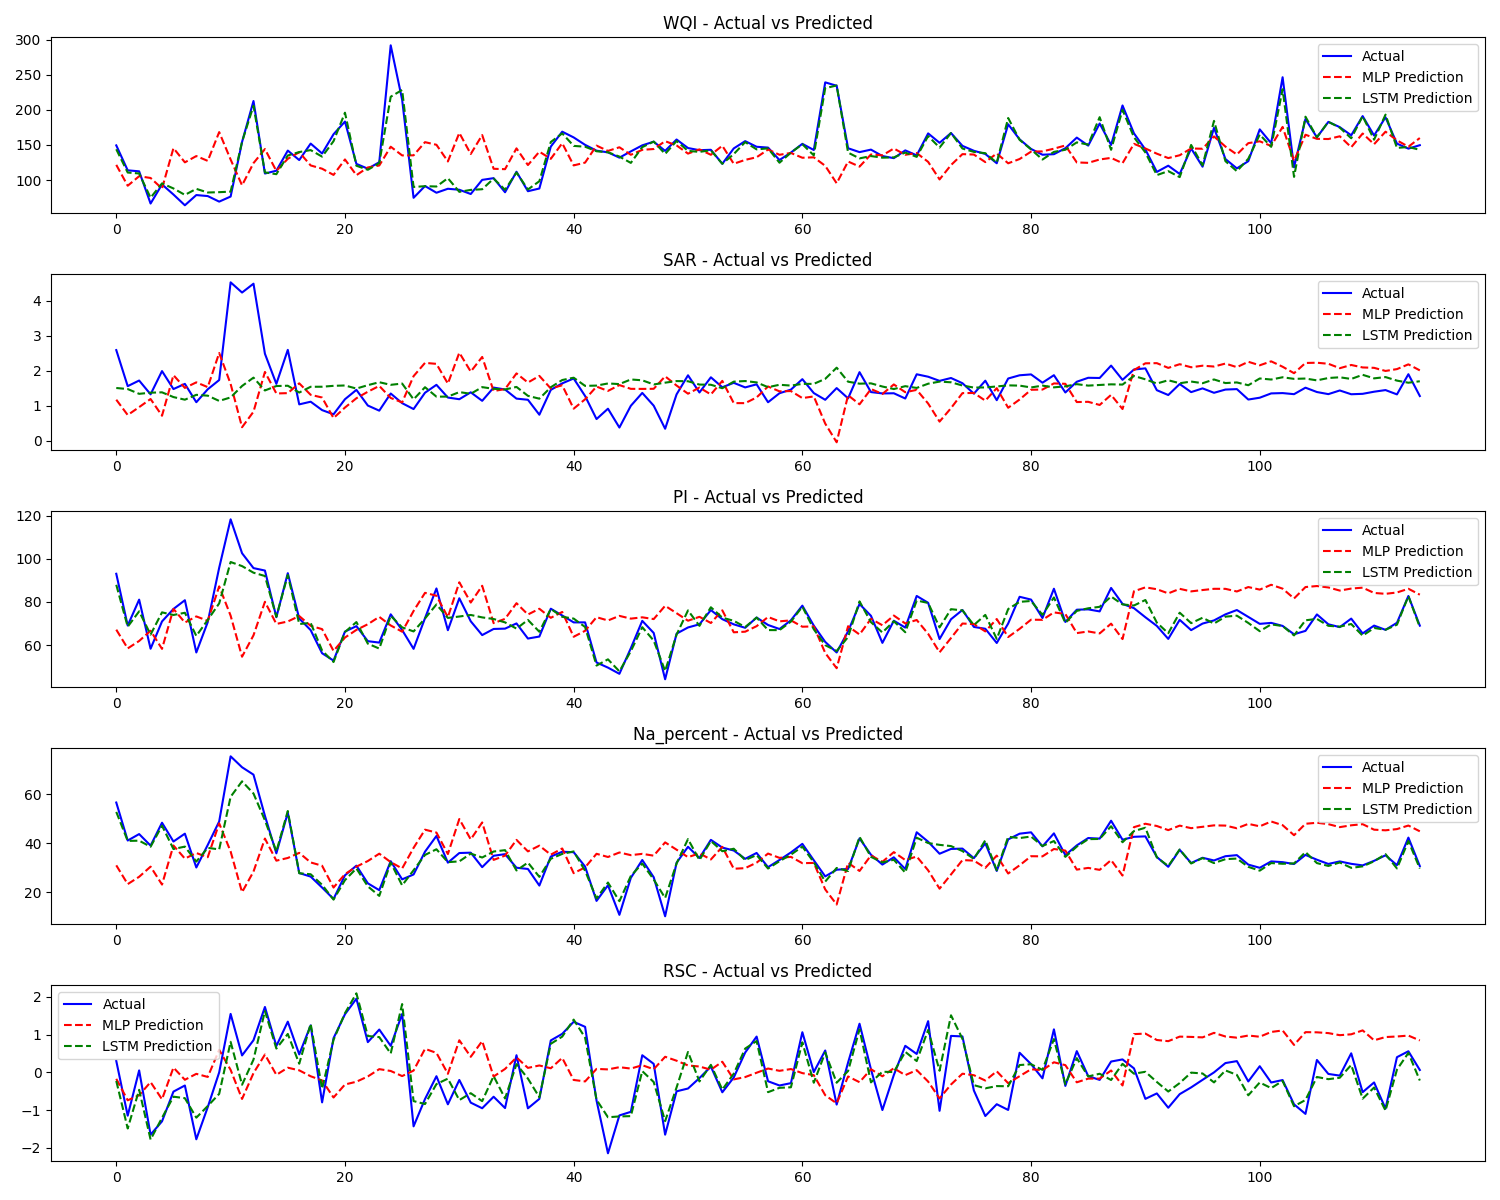 WQI - Actual vs Predicted
300
250
200
150
100
Actual
MLP Prediction
LSTM Prediction
0 20 40 60 80 100
SAR - Actual vs Predicted
4
3
2
1
0
Actual
MLP Prediction
LSTM Prediction
0 20 40 60 80 100
PI - Actual vs Predicted
120
100
80
60
Actual
MLP Prediction
LSTM Prediction
0 20 40 60 80 100
Na_percent - Actual vs Predicted
60
40
20
Actual
MLP Prediction
LSTM Prediction
0 20 40 60 80 100
RSC - Actual vs Predicted
2
1
0
−1
−2
Actual
MLP Prediction
LSTM Prediction
0 20 40 60 80 100